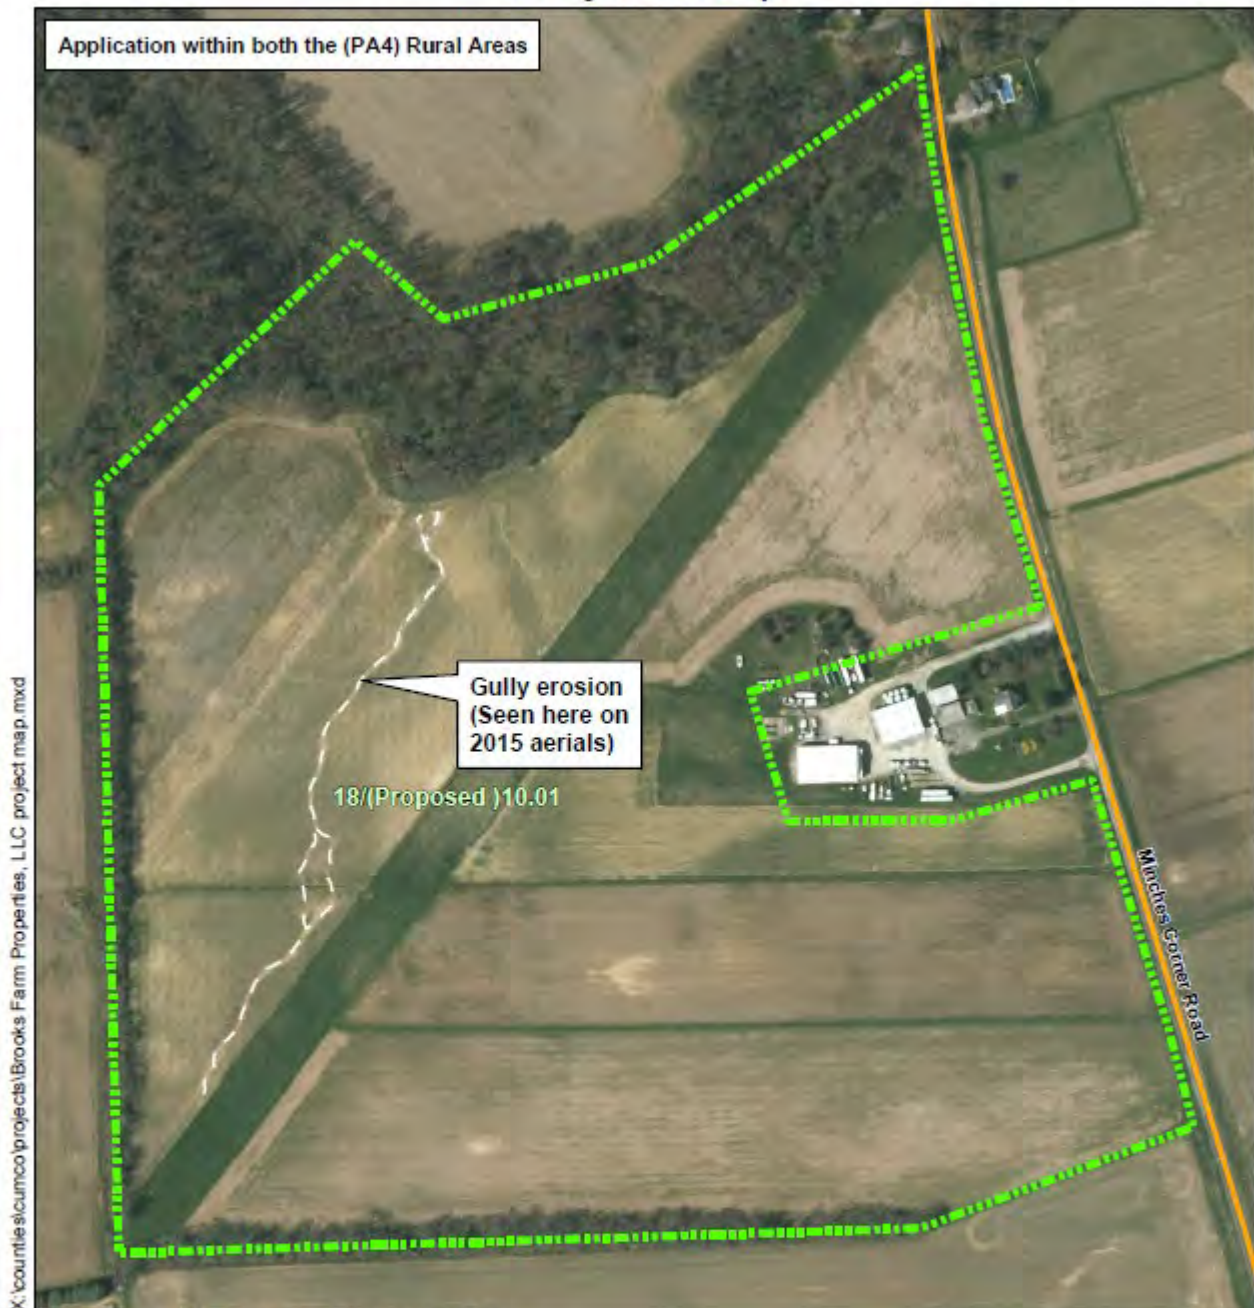 Application within both the (PA4) Rural Areas
Gully erosion
(Seen here on
2015 aerials)
18/(Proposed )10.01
Minches Corner Road
X:\counties\cumco\projects\Brooks Farm Properties, LLC project map.mxd